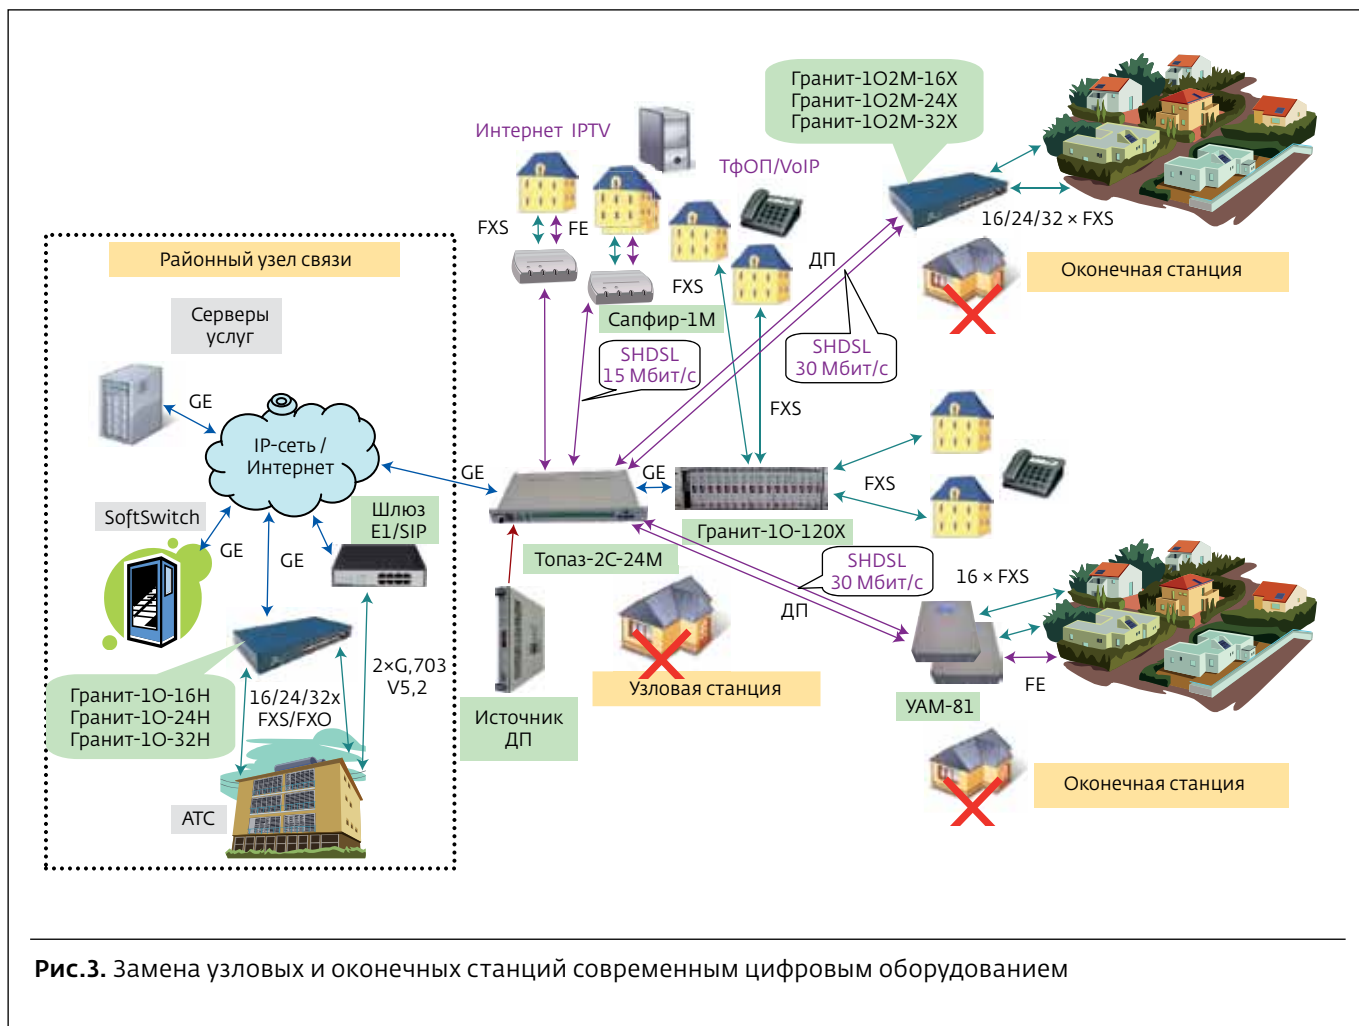 Гранит-1О2М-16Х
Гранит-1О2М-24Х
Гранит-1О2М-32Х
Интернет IPTV
ТфОП/VoIP
FXS
FE
16/24/32 × FXS
Районный узел связи
ДП
Оконечная станция
FXS
Серверы
услуг
Сапфир-1М
SHDSL
15 Мбит/с
SHDSL
30 Мбит/с
GE
FXS
IP-сеть /
Интернет
GE
GE
FXS
SoftSwitch
Шлюз
E1/SIP
Гранит-1О-120Х
GE
GE
Топаз-2С-24М
SHDSL
30 Мбит/с
16 × FXS
ДП
2×G,703
V5,2
Гранит-1О-16Н
Гранит-1О-24Н
Гранит-1О-32Н
16/24/32x
FXS/FXO
Узловая станция
FE
Источник
ДП
УАМ-81
АТС
Оконечная станция
Рис.3. Замена узловых и оконечных станций современным цифровым оборудованием